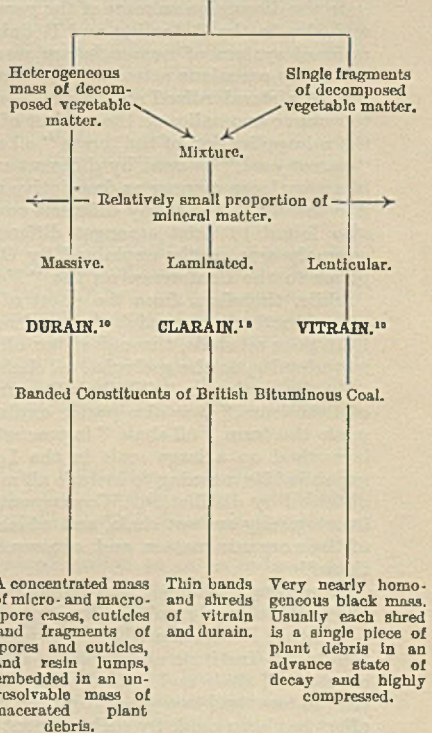 Heterogeneous
mass of decom-
posed vegetable
matter.
Single fragments
of decomposed
vegetable matter.
Mixture.
Relatively small proportion of
mineral matter.
Massive.
Laminated.
Lenticular.
DURAIN.¹⁰
CLARAIN.¹⁰
VITRAIN.¹⁰
Banded Constituents of British Bituminous Coal.
A concentrated mass
of micro- and macro-
spore cases, cuticles
and fragments of
spores and cuticles,
and resin lumps,
embedded in an un-
resolvable mass of
macerated plant
debris.
Thin bands
and shreds
of vitrain
and durain.
Very nearly homo-
geneous black mass.
Usually each shred
is a single piece of
plant debris in an
advance state of
decay and highly
compressed.